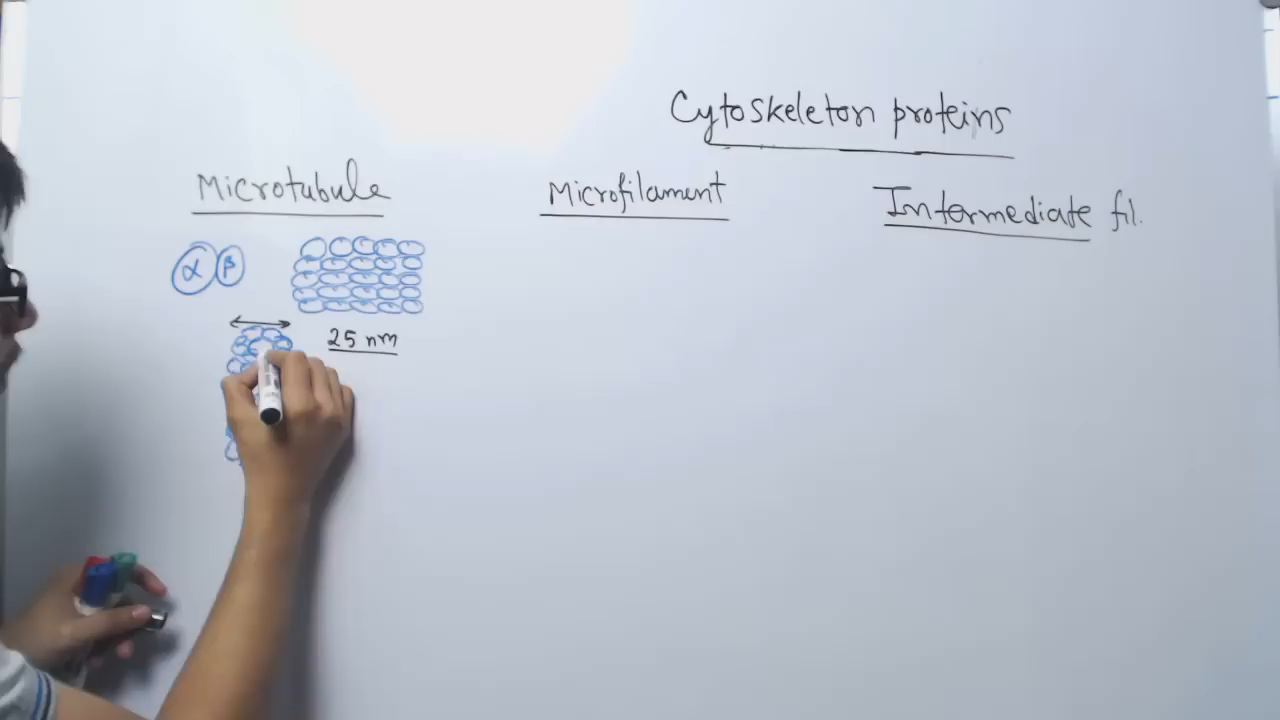 Cytoskeleton proteins
Microtubule
Microfilament
Intermediate fil.
α β
25 nm